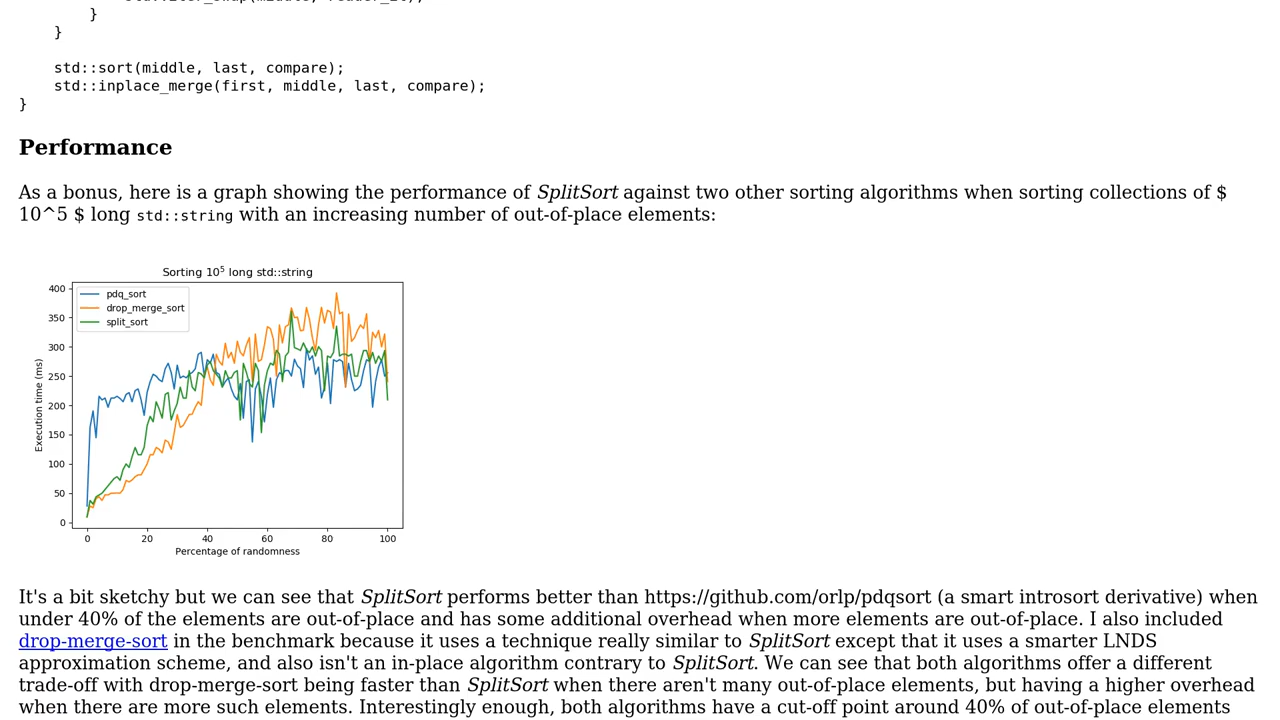 }
}
std::sort(middle, last, compare);
std::inplace_merge(first, middle, last, compare);
}
Performance
As a bonus, here is a graph showing the performance of SplitSort against two other sorting algorithms when sorting collections of $
10^5 $ long std::string with an increasing number of out-of-place elements:
Sorting 10⁵ long std::string
400
350
300
250
200
150
100
50
0
Execution time (ms)
pdq_sort
drop_merge_sort
split_sort
0 20 40 60 80 100
Percentage of randomness
It's a bit sketchy but we can see that SplitSort performs better than https://github.com/orlp/pdqsort (a smart introsort derivative) when
under 40% of the elements are out-of-place and has some additional overhead when more elements are out-of-place. I also included
drop-merge-sort in the benchmark because it uses a technique really similar to SplitSort except that it uses a smarter LNDS
approximation scheme, and also isn't an in-place algorithm contrary to SplitSort. We can see that both algorithms offer a different
trade-off with drop-merge-sort being faster than SplitSort when there aren't many out-of-place elements, but having a higher overhead
when there are more such elements. Interestingly enough, both algorithms have a cut-off point around 40% of out-of-place elements